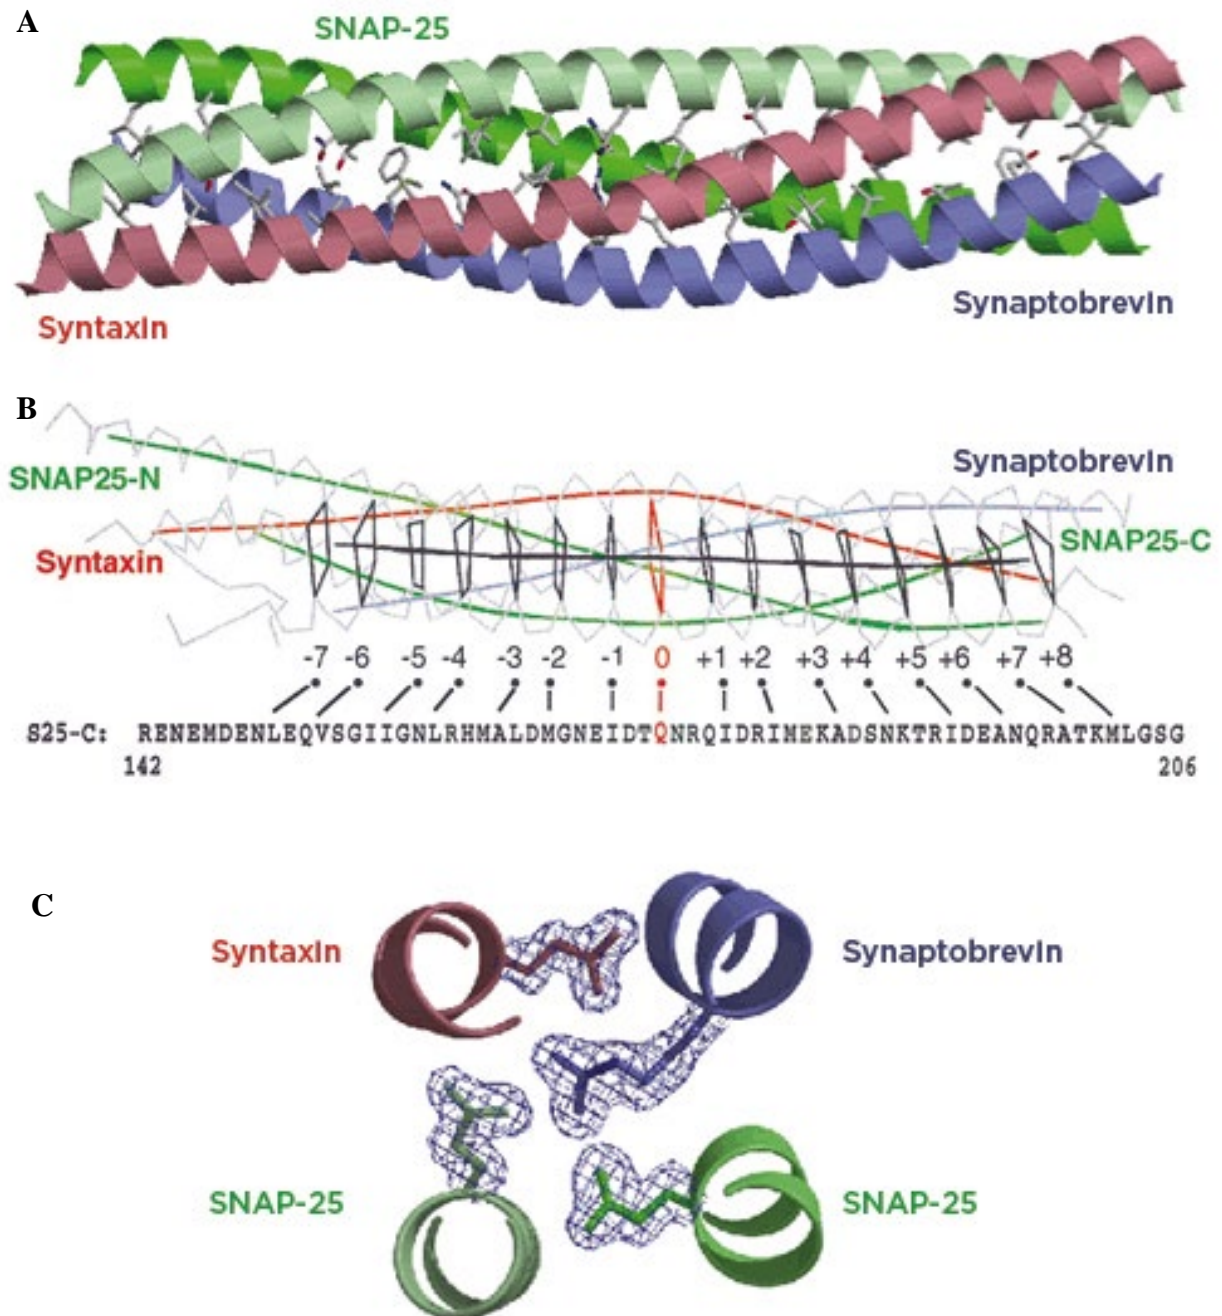 A
SNAP-25
Syntaxin
Synaptobrevin
B
SNAP25-N
Synaptobrevin
Syntaxin
SNAP25-C
-7 -6 -5 -4 -3 -2 -1 0 +1 +2 +3 +4 +5 +6 +7 +8
S25-C: RENEMDENLEQVSGIIGNLRHMALDMGNEIDTQNRQIDRIMEKADSNKTRIDEANQRATKMLGSG
142 206
C
Syntaxin
Synaptobrevin
SNAP-25
SNAP-25